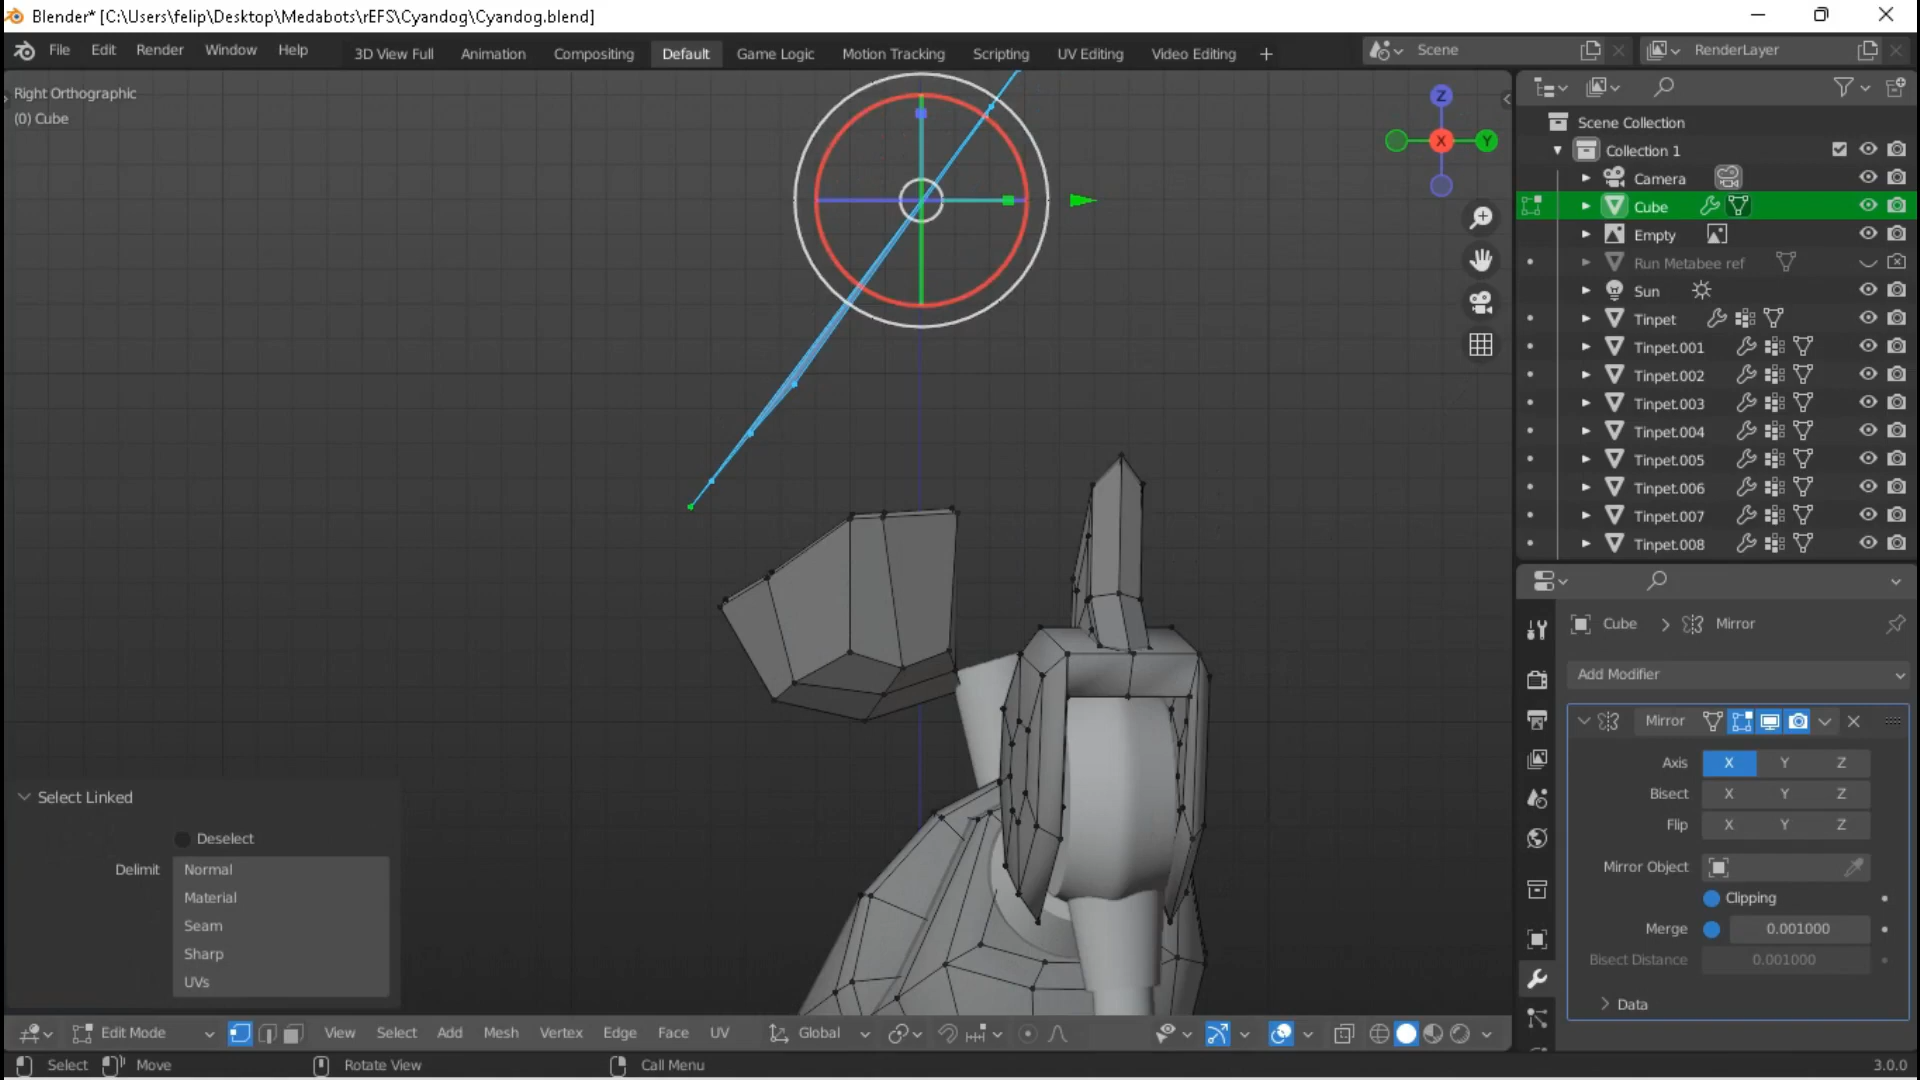 Blender* [C:\Users\felip\Desktop\Medabots\rEFS\Cyandog\Cyandog.blend]
File Edit Render Window Help 3D View Full Animation Compositing Default Game Logic Motion Tracking Scripting UV Editing Video Editing + Scene RenderLayer
Right Orthographic
(0) Cube
Z
X
Y
Scene Collection
Collection 1
Camera
Cube
Empty
Run Metabee ref
Sun
Tinpet
Tinpet.001
Tinpet.002
Tinpet.003
Tinpet.004
Tinpet.005
Tinpet.006
Tinpet.007
Tinpet.008
Cube > Mirror
Add Modifier
Mirror
Axis X Y Z
Bisect X Y Z
Flip X Y Z
Mirror Object
Clipping
Merge 0.001000
Bisect Distance 0.001000
Data
Select Linked
Deselect
Delimit Normal
Material
Seam
Sharp
UVs
Edit Mode View Select Add Mesh Vertex Edge Face UV Global
Select Move Rotate View Call Menu 3.0.0